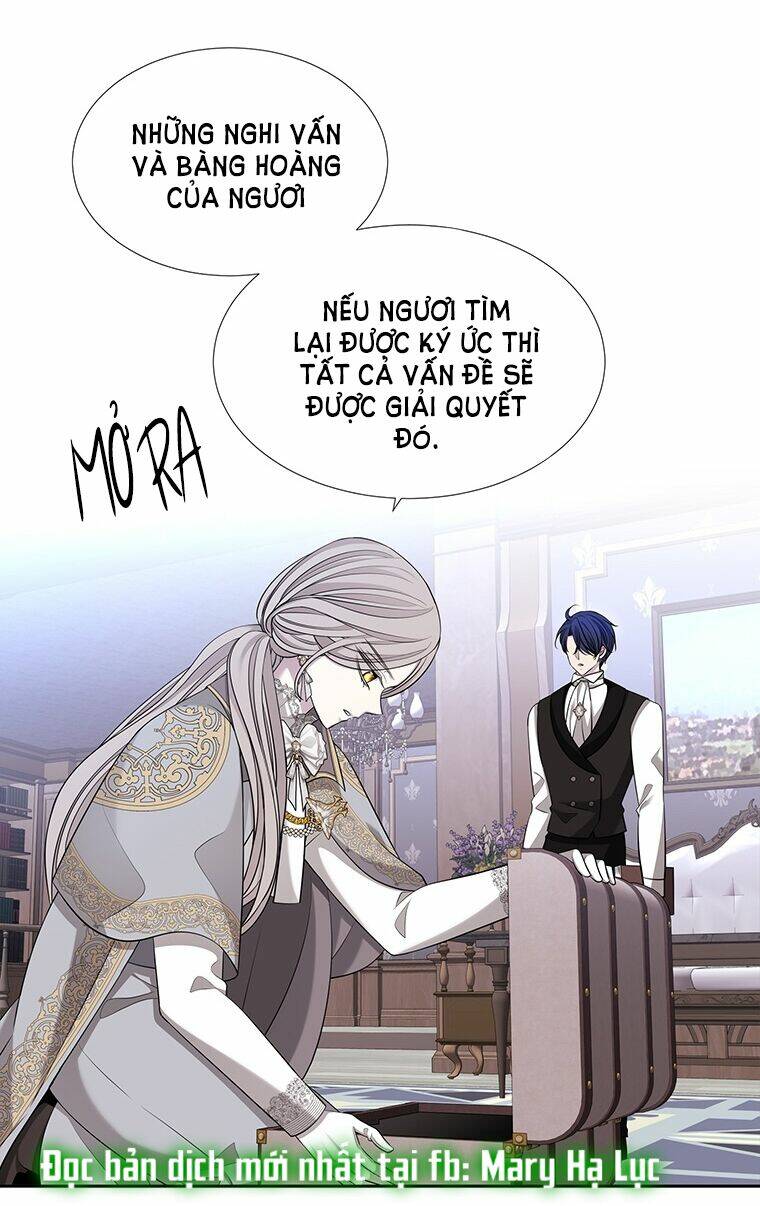 NHỮNG NGHI VẤN
VÀ BÀNG HOÀNG
CỦA NGƯƠI
NẾU NGƯƠI TÌM
LẠI ĐƯỢC KÝ ỨC THÌ
TẤT CẢ VẤN ĐỀ SẼ
ĐƯỢC GIẢI QUYẾT
ĐÓ.
MỞ RA
Đọc bản dịch mới nhất tại fb: Mary Hạ Lục